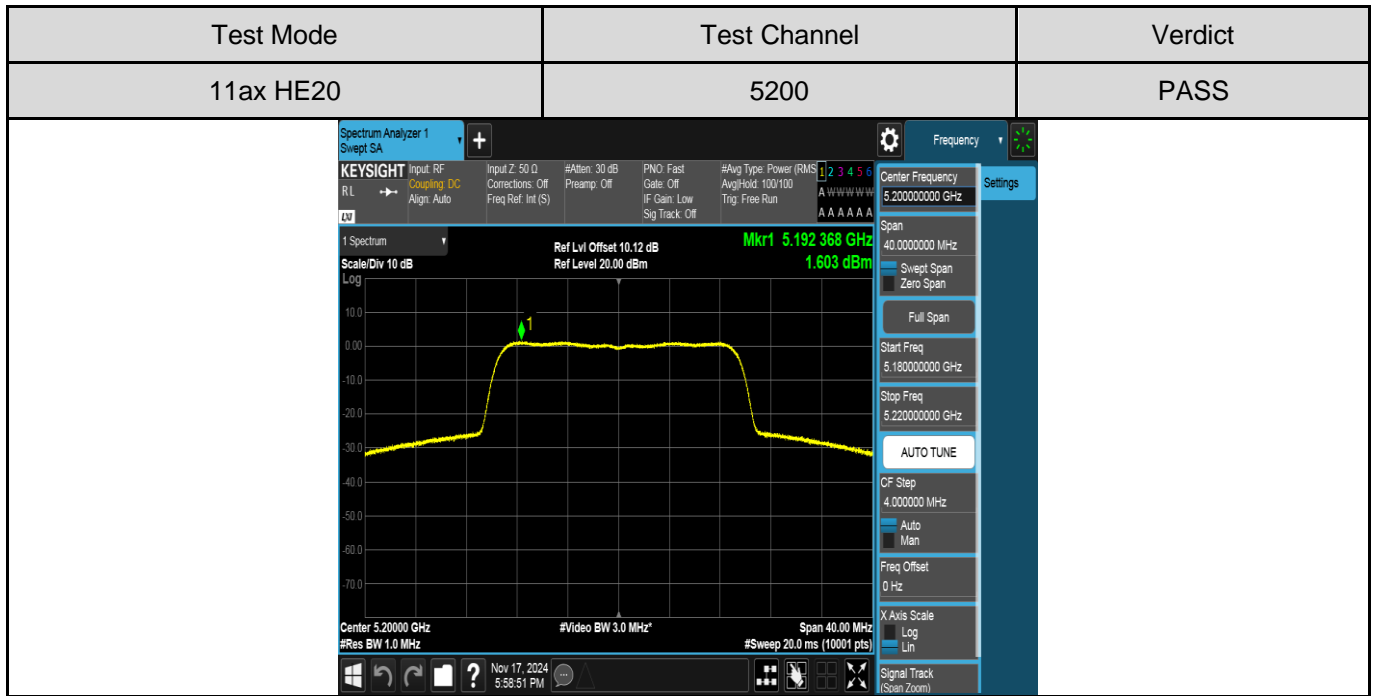 Test Mode Test Channel Verdict
11ax HE20 5200 PASS
Spectrum Analyzer 1
Swept SA
+
Frequency
KEYSIGHT
R L
LXI
Input: RF
Coupling: DC
Align: Auto
Input Z: 50 Ω
Corrections: Off
Freq Ref: Int (S)
#Atten: 30 dB
Preamp: Off
PNO: Fast
Gate: Off
IF Gain: Low
Sig Track: Off
#Avg Type: Power (RMS
Avg|Hold: 100/100
Trig: Free Run
1 2 3 4 5 6
A W W W W W
A A A A A A
1 Spectrum
Scale/Div 10 dB
Log
Ref Lvl Offset 10.12 dB
Ref Level 20.00 dBm
Mkr1 5.192 368 GHz
1.603 dBm
10.0
0.00
-10.0
-20.0
-30.0
-40.0
-50.0
-60.0
-70.0
1
Center 5.20000 GHz
#Res BW 1.0 MHz
#Video BW 3.0 MHz*
Span 40.00 MHz
#Sweep 20.0 ms (10001 pts)
?
Nov 17, 2024
5:58:51 PM
Center Frequency
5.200000000 GHz
Settings
Span
40.0000000 MHz
Swept Span
Zero Span
Full Span
Start Freq
5.180000000 GHz
Stop Freq
5.220000000 GHz
AUTO TUNE
CF Step
4.000000 MHz
Auto
Man
Freq Offset
0 Hz
X Axis Scale
Log
Lin
Signal Track
(Span Zoom)